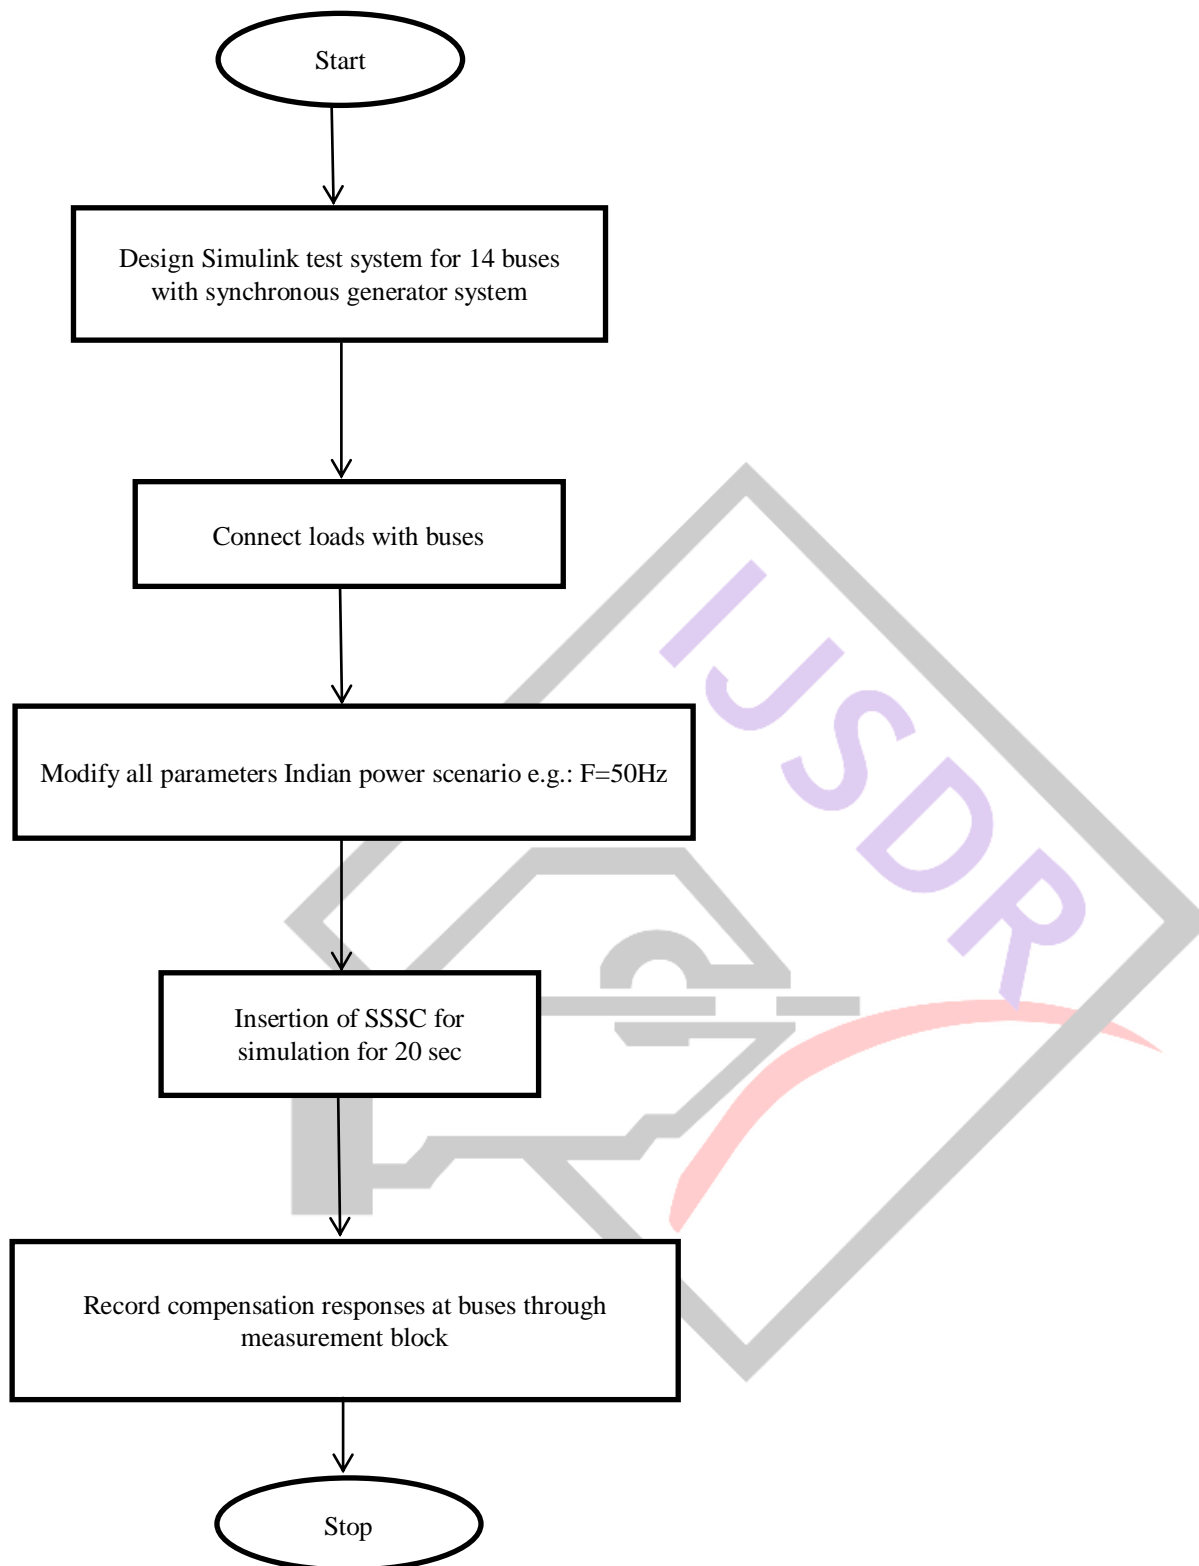 Start
Design Simulink test system for 14 buses
with synchronous generator system
Connect loads with buses
Modify all parameters Indian power scenario e.g.: F=50Hz
IJSDR
Insertion of SSSC for
simulation for 20 sec
Record compensation responses at buses through
measurement block
Stop